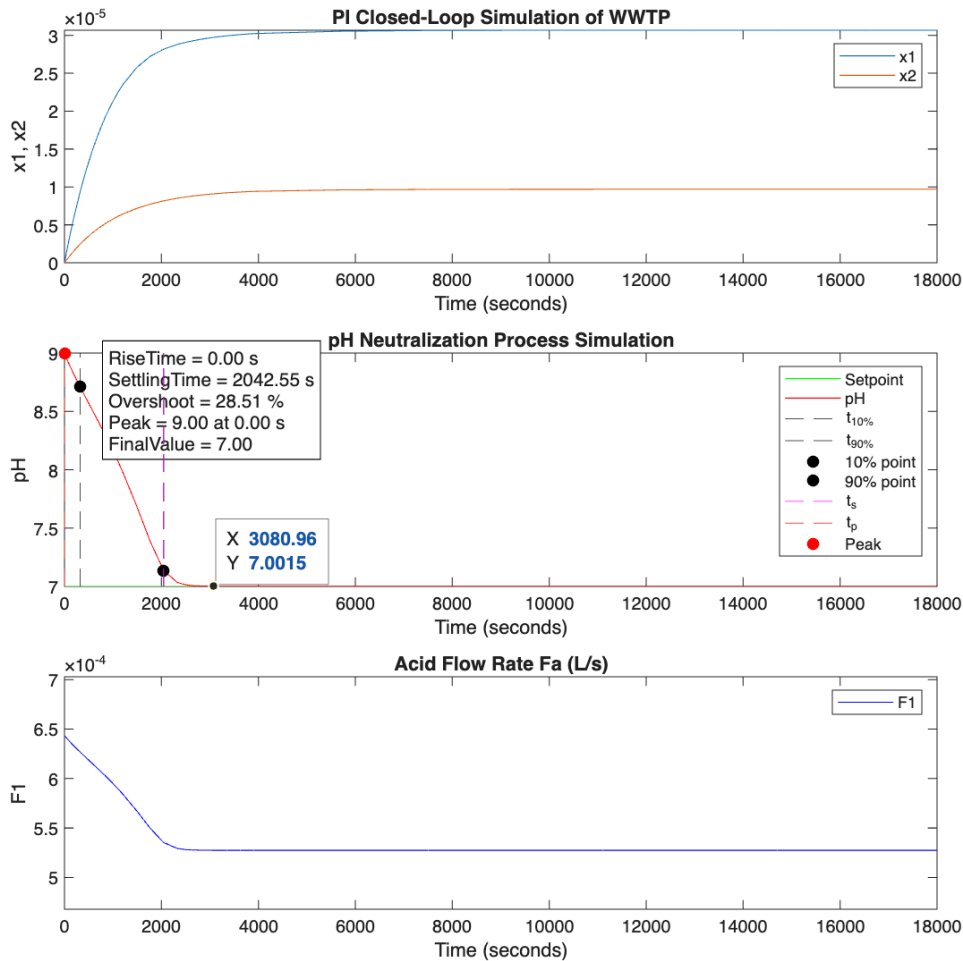 PI Closed-Loop Simulation of WWTP
×10⁻⁵
3
2.5
2
1.5
1
0.5
0
x1, x2
x1
x2
0 2000 4000 6000 8000 10000 12000 14000 16000 18000
Time (seconds)
pH Neutralization Process Simulation
9
8.5
8
7.5
7
pH
RiseTime = 0.00 s
SettlingTime = 2042.55 s
Overshoot = 28.51 %
Peak = 9.00 at 0.00 s
FinalValue = 7.00
X 3080.96
Y 7.0015
Setpoint
pH
t10%
t90%
10% point
90% point
ts
tp
Peak
0 2000 4000 6000 8000 10000 12000 14000 16000 18000
Time (seconds)
Acid Flow Rate Fa (L/s)
×10⁻⁴
7
6.5
6
5.5
5
F1
F1
0 2000 4000 6000 8000 10000 12000 14000 16000 18000
Time (seconds)